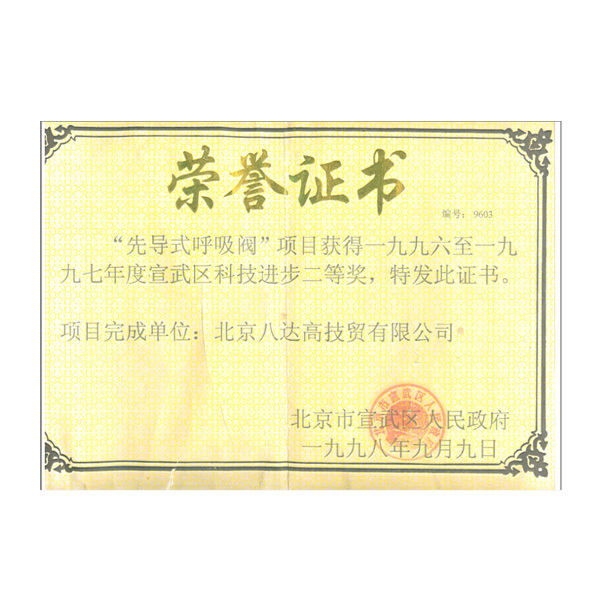 荣誉证书
编号：9603
“先导式呼吸阀”项目获得一九九六至一九
九七年度宣武区科技进步二等奖，特发此证书。
项目完成单位：北京八达高技贸有限公司
北京市宣武区人民政府
一九九八年九月九日